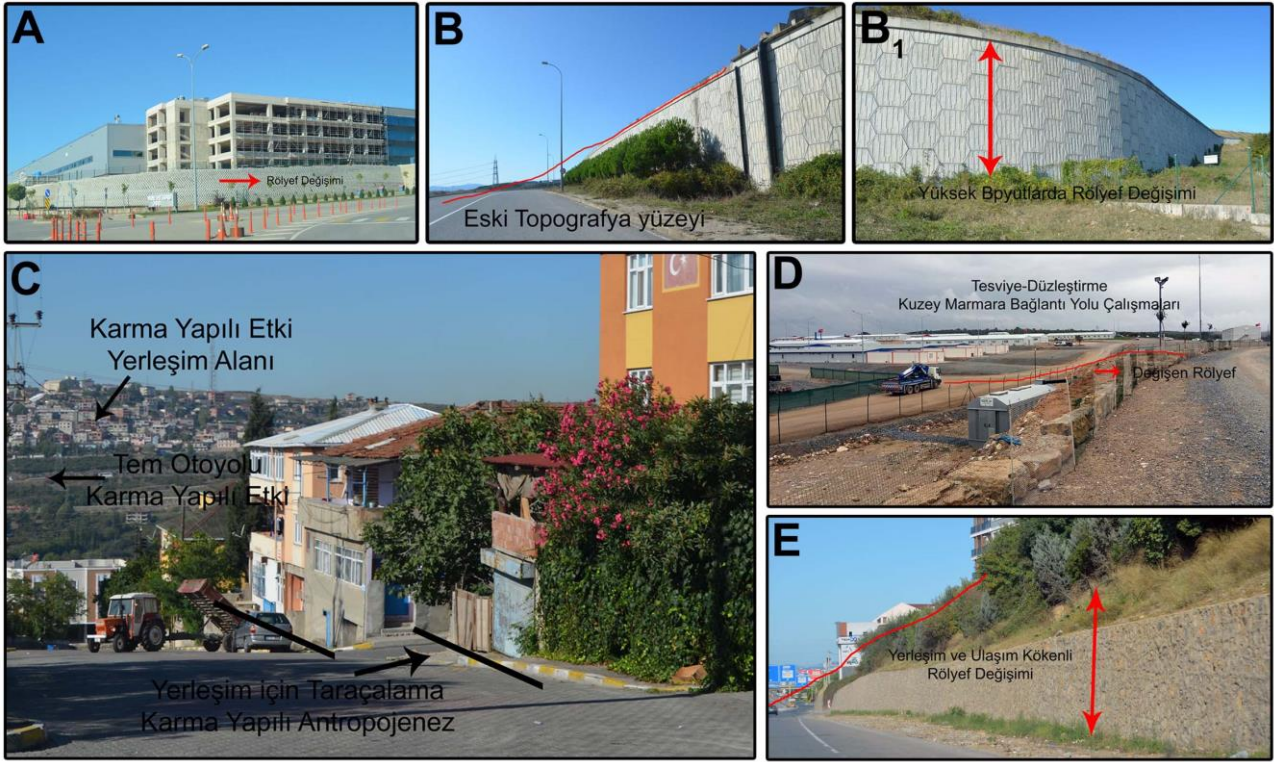 A
Rölyef Değişimi
B
Eski Topografya yüzeyi
B1
Yüksek Bpyutlarda Rölyef Değişimi
C
Karma Yapılı Etki
Yerleşim Alanı
Tem Otoyolu
Karma Yapılı Etki
Yerleşim için Taraçalama
Karma Yapılı Antropojenez
D
Tesviye-Düzleştirme
Kuzey Marmara Bağlantı Yolu Çalışmaları
Değişen Rölyef
E
Yerleşim ve Ulaşım Kökenli
Rölyef Değişimi